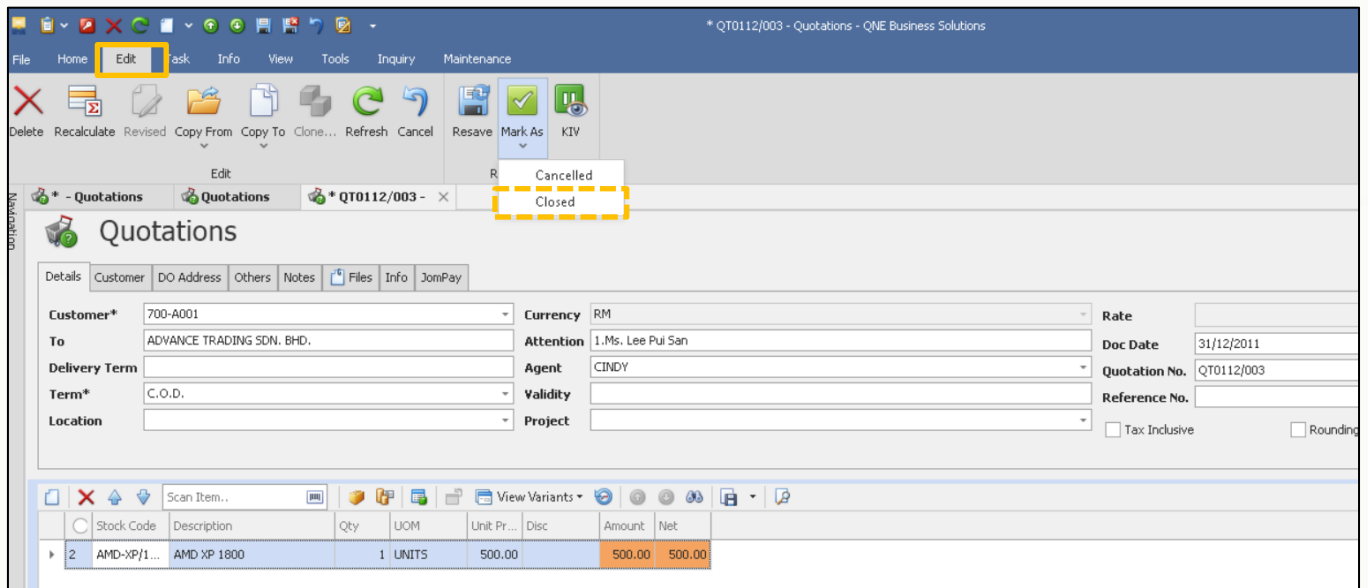 * QT0112/003 - Quotations - QNE Business Solutions
File Home Edit Task Info View Tools Inquiry Maintenance
Delete Recalculate Revised Copy From Copy To Clone... Refresh Cancel Resave Mark As KIV
Edit R
Cancelled
Closed
Navigation
* - Quotations Quotations * QT0112/003 -
Quotations
Details Customer DO Address Others Notes Files Info JomPay
Customer* 700-A001 Currency RM Rate
To ADVANCE TRADING SDN. BHD. Attention 1.Ms. Lee Pui San Doc Date 31/12/2011
Delivery Term Agent CINDY Quotation No. QT0112/003
Term* C.O.D. Validity Reference No.
Location Project Tax Inclusive Rounding
Scan Item.. View Variants
Stock Code Description Qty UOM Unit Pr... Disc Amount Net
2 AMD-XP/1... AMD XP 1800 1 UNITS 500.00 500.00 500.00